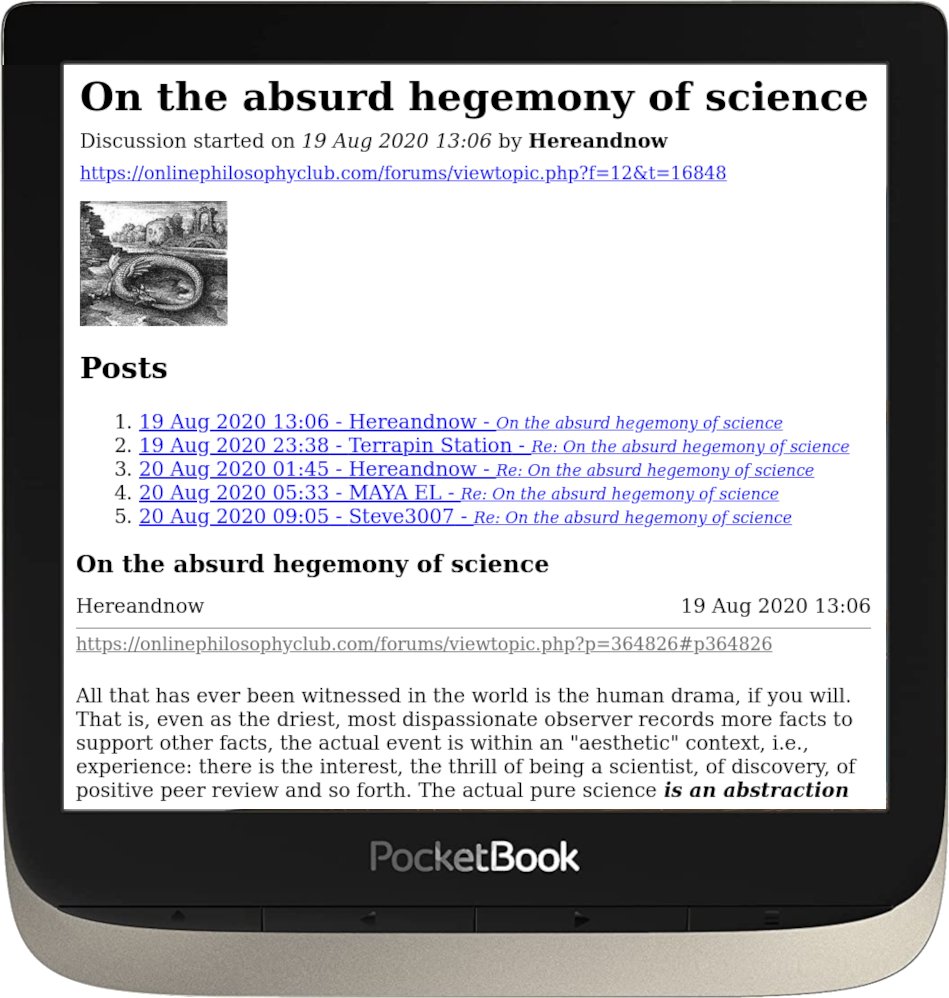 On the absurd hegemony of science
Discussion started on 19 Aug 2020 13:06 by Hereandnow
https://onlinephilosophyclub.com/forums/viewtopic.php?f=12&t=16848
Posts
1. 19 Aug 2020 13:06 - Hereandnow - On the absurd hegemony of science
2. 19 Aug 2020 23:38 - Terrapin Station - Re: On the absurd hegemony of science
3. 20 Aug 2020 01:45 - Hereandnow - Re: On the absurd hegemony of science
4. 20 Aug 2020 05:33 - MAYA EL - Re: On the absurd hegemony of science
5. 20 Aug 2020 09:05 - Steve3007 - Re: On the absurd hegemony of science
On the absurd hegemony of science
Hereandnow 19 Aug 2020 13:06
https://onlinephilosophyclub.com/forums/viewtopic.php?p=364826#p364826
All that has ever been witnessed in the world is the human drama, if you will.
That is, even as the driest, most dispassionate observer records more facts to
support other facts, the actual event is within an "aesthetic" context, i.e.,
experience: there is the interest, the thrill of being a scientist, of discovery, of
positive peer review and so forth. The actual pure science is an abstraction
PocketBook